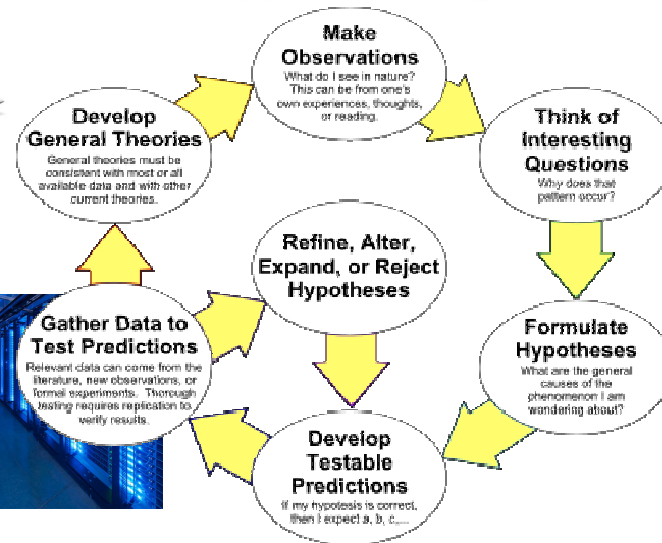 Make
Observations
What do I see in nature?
This can be from one's
own experiences, thoughts,
or reading.
Think of
Interesting
Questions
Why does that
pattern occur?
Formulate
Hypotheses
What are the general
causes of the
phenomenon I am
wondering about?
Develop
Testable
Predictions
If my hypotesis is correct,
then I expect a, b, c,...
Gather Data to
Test Predictions
Relevant data can come from the
literature, new observations, or
formal experiments. Thorough
testing requires replication to
verify results.
Refine, Alter,
Expand, or Reject
Hypotheses
Develop
General Theories
General theories must be
consistent with most or all
available data and with other
current theories.